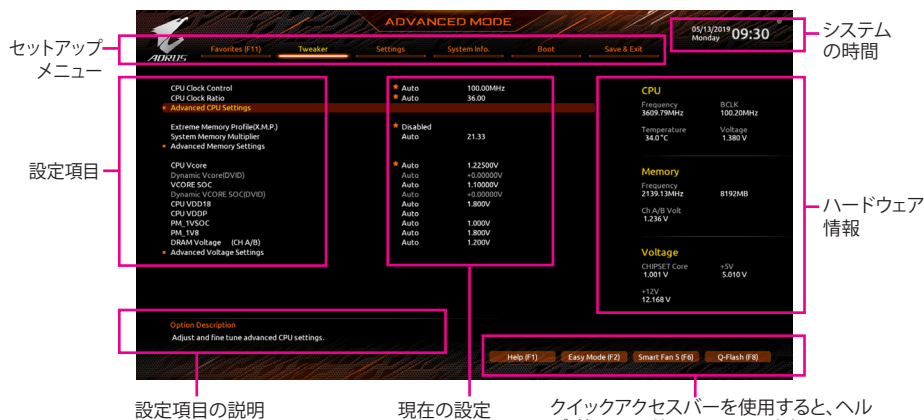 ADVANCED MODE
05/13/2019 Monday 09:30
システムの時間
AORUS
Favorites (F11) Tweaker Settings System Info. Boot Save & Exit
セットアップメニュー
CPU Clock Control Auto 100.00MHz
CPU Clock Ratio Auto 36.00
Advanced CPU Settings
Extreme Memory Profile(X.M.P.) Disabled
System Memory Multiplier Auto 21.33
Advanced Memory Settings
CPU Vcore Auto 1.22500V
Dynamic Vcore(DVID) Auto +0.00000V
VCORE SOC Auto 1.10000V
Dynamic VCORE SOC(DVID) Auto +0.00000V
CPU VDD18 Auto 1.800V
CPU VDDP Auto
PM_1VSOC Auto 1.000V
PM_1V8 Auto 1.800V
DRAM Voltage (CH A/B) Auto 1.200V
Advanced Voltage Settings
設定項目
CPU
Frequency BCLK
3609.79MHz 100.20MHz
Temperature Voltage
34.0 °C 1.380 V
Memory
Frequency
2139.13MHz 8192MB
Ch A/B Volt
1.236 V
Voltage
CHIPSET Core +5V
1.001 V 5.010 V
+12V
12.168 V
ハードウェア情報
Option Description
Adjust and fine tune advanced CPU settings.
Help (F1) Easy Mode (F2) Smart Fan 5 (F6) Q-Flash (F8)
設定項目の説明
現在の設定
クイックアクセスバーを使用すると、ヘル